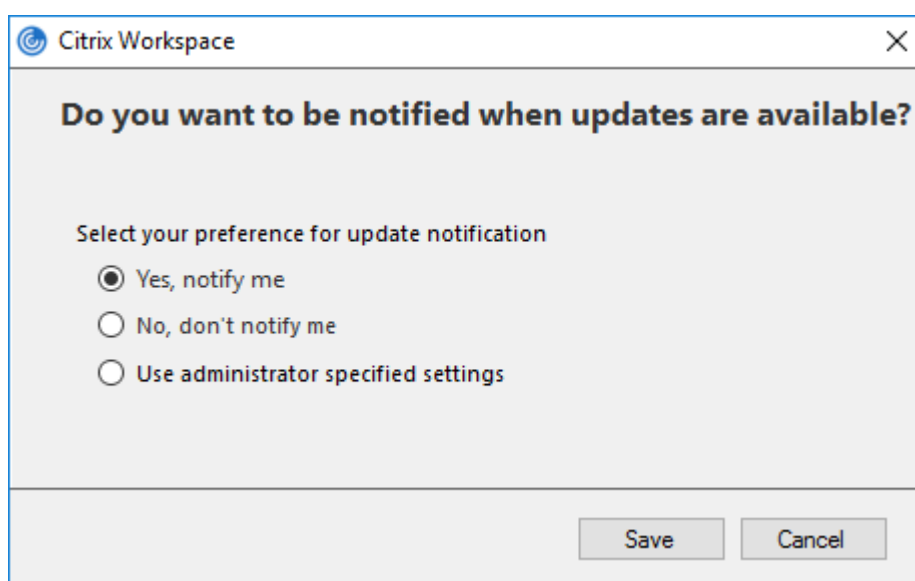 Citrix Workspace
Do you want to be notified when updates are available?
Select your preference for update notification
Yes, notify me
No, don't notify me
Use administrator specified settings
Save Cancel